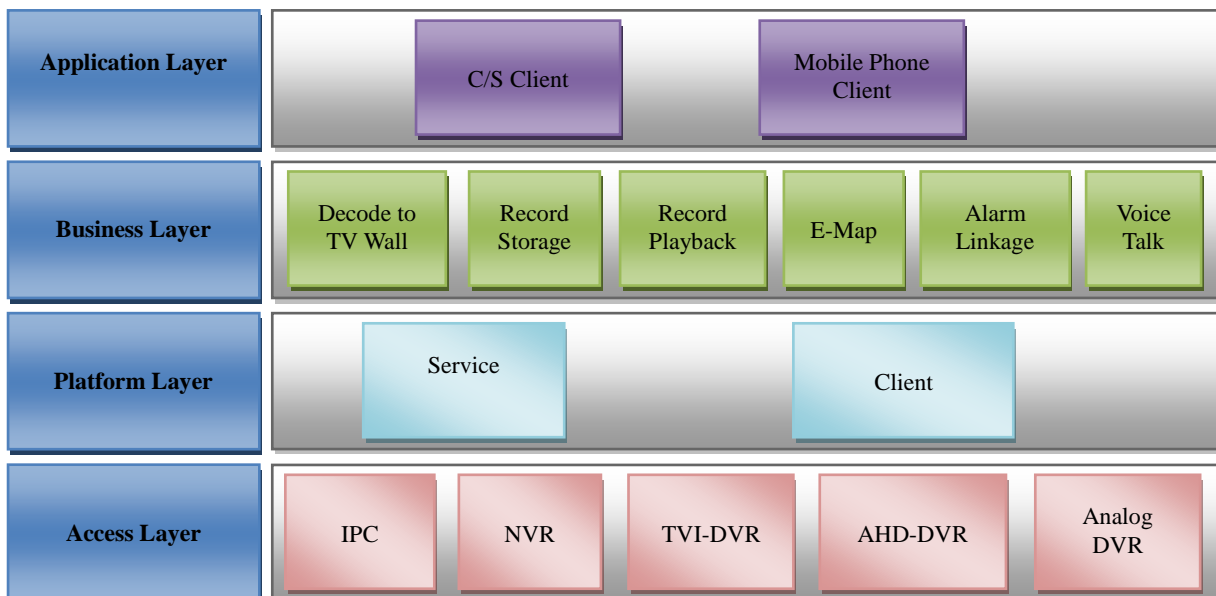 Application Layer
C/S Client
Mobile Phone
Client
Business Layer
Decode to
TV Wall
Record
Storage
Record
Playback
E-Map
Alarm
Linkage
Voice
Talk
Platform Layer
Service
Client
Access Layer
IPC
NVR
TVI-DVR
AHD-DVR
Analog
DVR